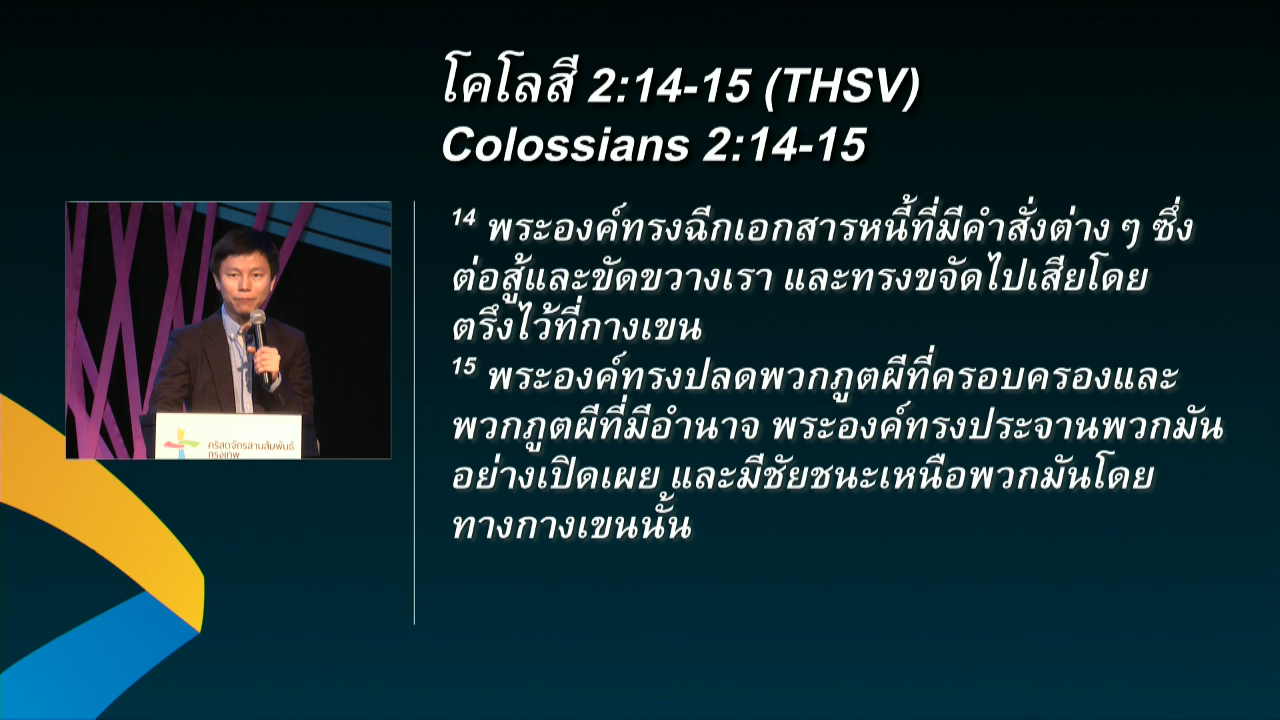 โคโลสี 2:14-15 (THSV)
Colossians 2:14-15
14 พระองค์ทรงฉีกเอกสารหนี้ที่มีคำสั่งต่าง ๆ ซึ่ง
ต่อสู้และขัดขวางเรา และทรงขจัดไปเสียโดย
ตรึงไว้ที่กางเขน
15 พระองค์ทรงปลดพวกภูตผีที่ครอบครองและ
พวกภูตผีที่มีอำนาจ พระองค์ทรงประจานพวกมัน
อย่างเปิดเผย และมีชัยชนะเหนือพวกมันโดย
ทางกางเขนนั้น
คริสตจักรสานสัมพันธ์
กรุงเทพ